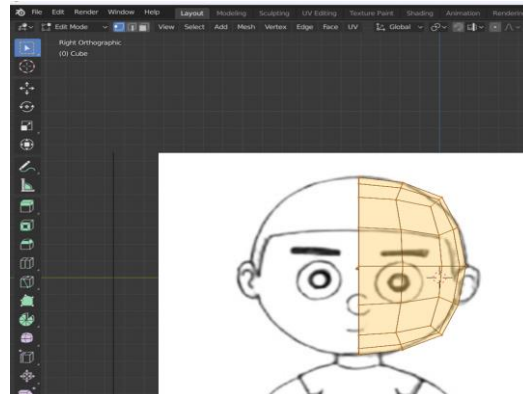 File Edit Render Window Help Layout Modeling Sculpting UV Editing Texture Paint Shading Animation Rendering
Edit Mode View Select Add Mesh Vertex Edge Face UV Global
Right Orthographic
(0) Cube